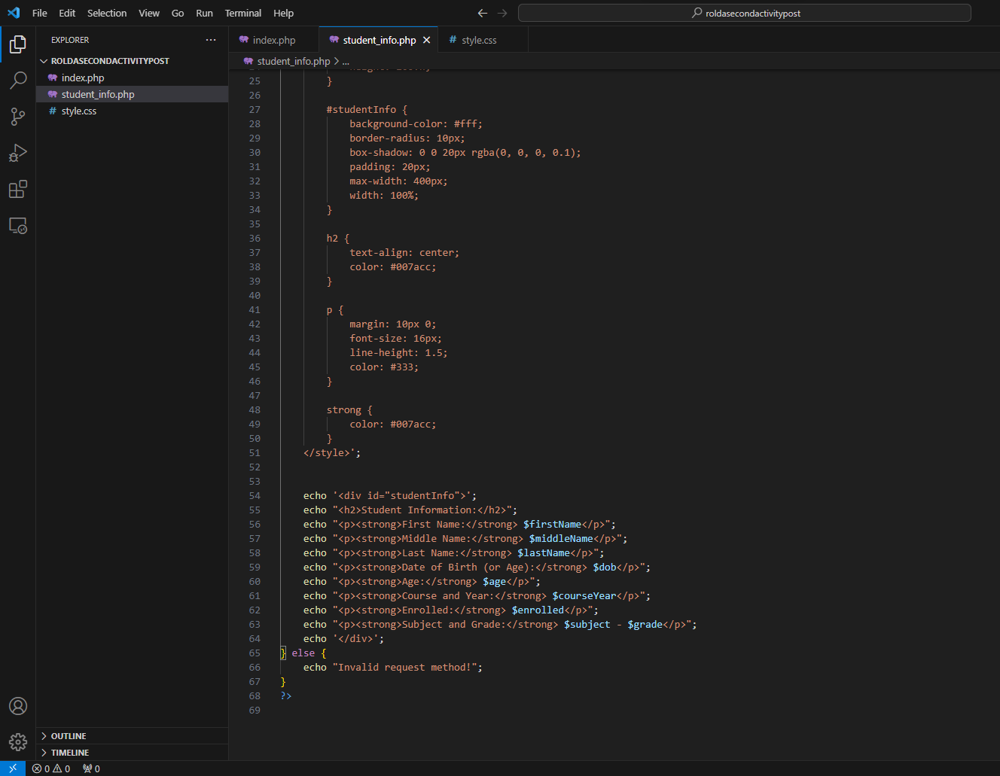 File Edit Selection View Go Run Terminal Help
roldasecondactivitypost
EXPLORER
ROLDASECONDACTIVITYPOST
index.php
student_info.php
# style.css
OUTLINE
TIMELINE
index.php student_info.php # style.css
student_info.php > ...
25 }
26
27 #studentInfo {
28 background-color: #fff;
29 border-radius: 10px;
30 box-shadow: 0 0 20px rgba(0, 0, 0, 0.1);
31 padding: 20px;
32 max-width: 400px;
33 width: 100%;
34 }
35
36 h2 {
37 text-align: center;
38 color: #007acc;
39 }
40
41 p {
42 margin: 10px 0;
43 font-size: 16px;
44 line-height: 1.5;
45 color: #333;
46 }
47
48 strong {
49 color: #007acc;
50 }
51 </style>';
52
53
54 echo '<div id="studentInfo">';
55 echo "<h2>Student Information:</h2>";
56 echo "<p><strong>First Name:</strong> $firstName</p>";
57 echo "<p><strong>Middle Name:</strong> $middleName</p>";
58 echo "<p><strong>Last Name:</strong> $lastName</p>";
59 echo "<p><strong>Date of Birth (or Age):</strong> $dob</p>";
60 echo "<p><strong>Age:</strong> $age</p>";
61 echo "<p><strong>Course and Year:</strong> $courseYear</p>";
62 echo "<p><strong>Enrolled:</strong> $enrolled</p>";
63 echo "<p><strong>Subject and Grade:</strong> $subject - $grade</p>";
64 echo '</div>';
65 } else {
66 echo "Invalid request method!";
67 }
68 ?>
69
0 0 0